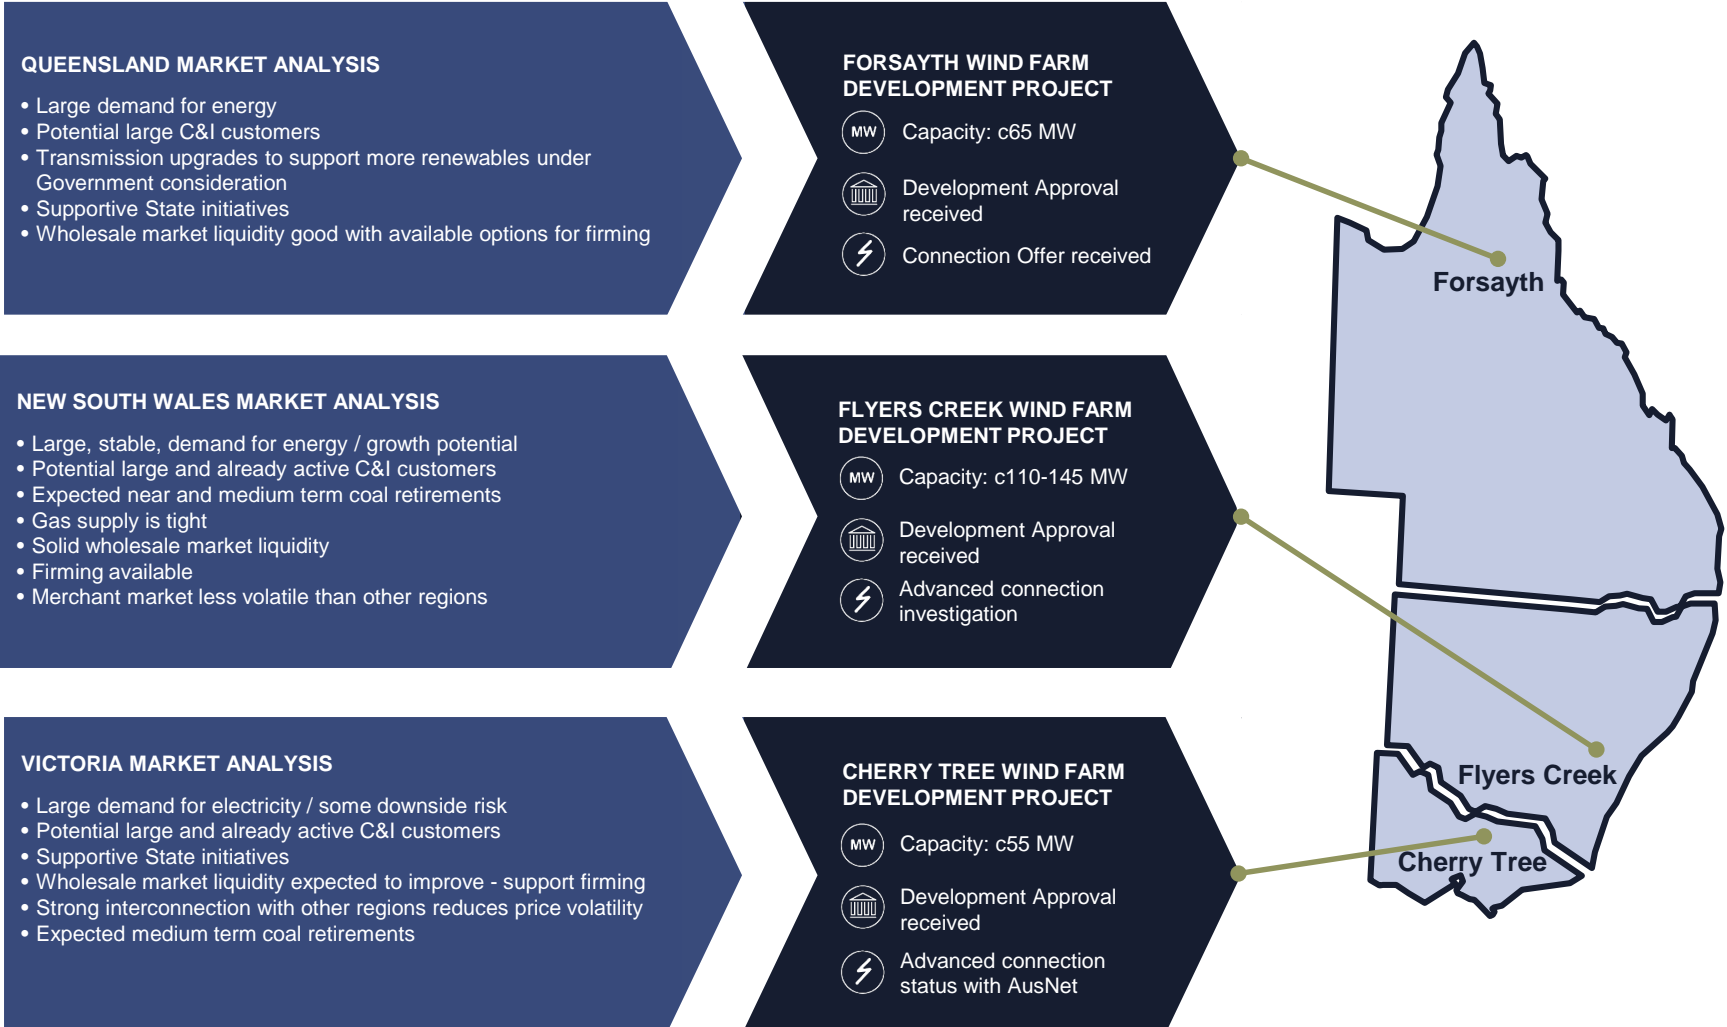 QUEENSLAND MARKET ANALYSIS
• Large demand for energy
• Potential large C&I customers
• Transmission upgrades to support more renewables under
Government consideration
• Supportive State initiatives
• Wholesale market liquidity good with available options for firming
FORSAYTH WIND FARM
DEVELOPMENT PROJECT
MW Capacity: c65 MW
Development Approval
received
Connection Offer received
Forsayth
NEW SOUTH WALES MARKET ANALYSIS
• Large, stable, demand for energy / growth potential
• Potential large and already active C&I customers
• Expected near and medium term coal retirements
• Gas supply is tight
• Solid wholesale market liquidity
• Firming available
• Merchant market less volatile than other regions
FLYERS CREEK WIND FARM
DEVELOPMENT PROJECT
MW Capacity: c110-145 MW
Development Approval
received
Advanced connection
investigation
Flyers Creek
VICTORIA MARKET ANALYSIS
• Large demand for electricity / some downside risk
• Potential large and already active C&I customers
• Supportive State initiatives
• Wholesale market liquidity expected to improve - support firming
• Strong interconnection with other regions reduces price volatility
• Expected medium term coal retirements
CHERRY TREE WIND FARM
DEVELOPMENT PROJECT
MW Capacity: c55 MW
Development Approval
received
Advanced connection
status with AusNet
Cherry Tree